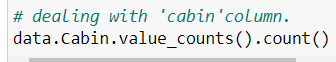 # dealing with 'cabin'column.
data.Cabin.value_counts().count()